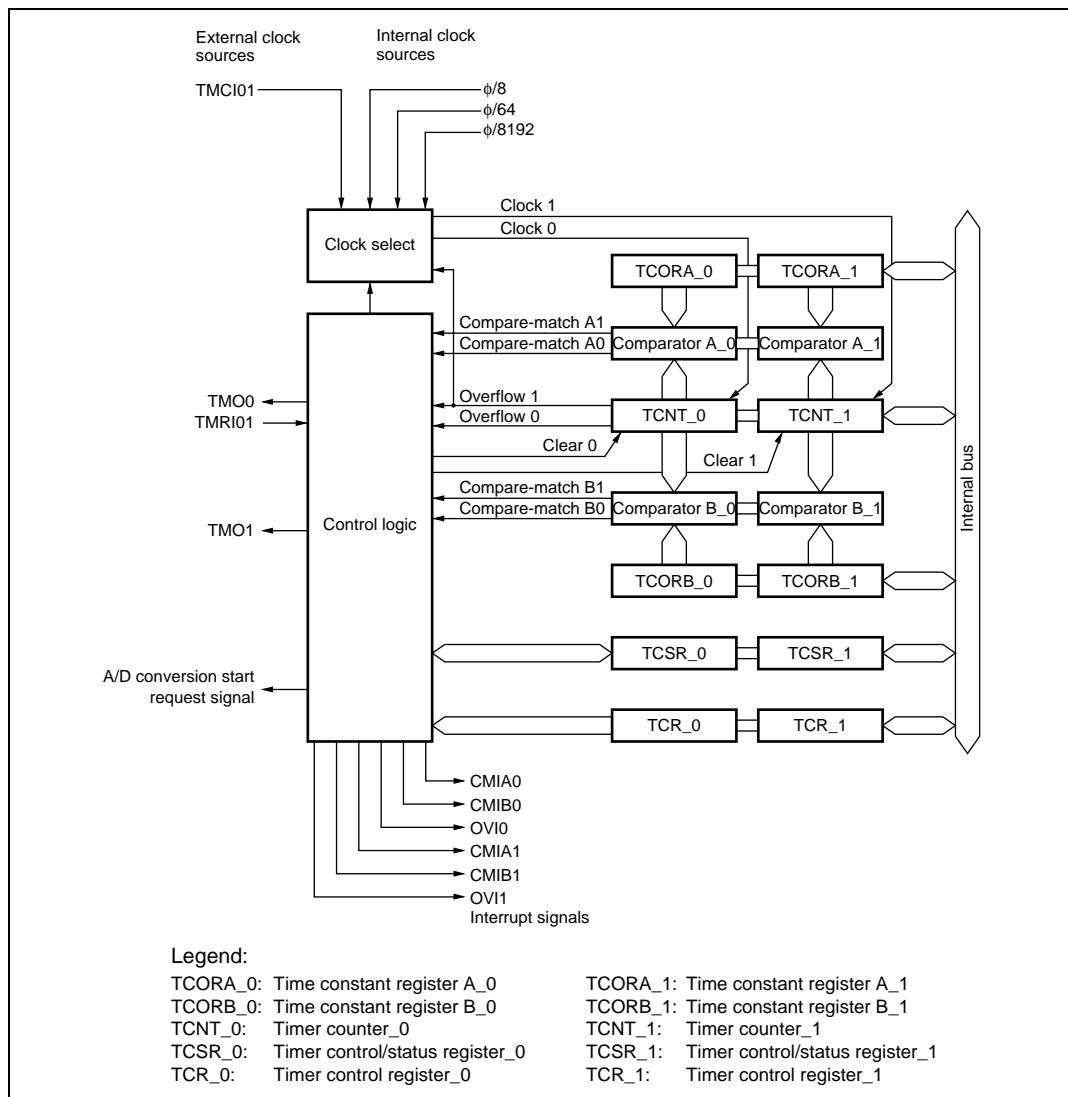 External clock
sources
Internal clock
sources
TMCI01
ϕ/8
ϕ/64
ϕ/8192
Clock 1
Clock 0
Clock select
TCORA_0
TCORA_1
Compare-match A1
Compare-match A0
Comparator A_0
Comparator A_1
TMO0
TMRI01
Overflow 1
Overflow 0
TCNT_0
TCNT_1
Clear 0
Clear 1
Compare-match B1
Compare-match B0
Comparator B_0
Comparator B_1
TMO1
Control logic
Internal bus
TCORB_0
TCORB_1
TCSR_0
TCSR_1
A/D conversion start
request signal
TCR_0
TCR_1
CMIA0
CMIB0
OVI0
CMIA1
CMIB1
OVI1
Interrupt signals
Legend:
TCORA_0: Time constant register A_0
TCORB_0: Time constant register B_0
TCNT_0: Timer counter_0
TCSR_0: Timer control/status register_0
TCR_0: Timer control register_0
TCORA_1: Time constant register A_1
TCORB_1: Time constant register B_1
TCNT_1: Timer counter_1
TCSR_1: Timer control/status register_1
TCR_1: Timer control register_1